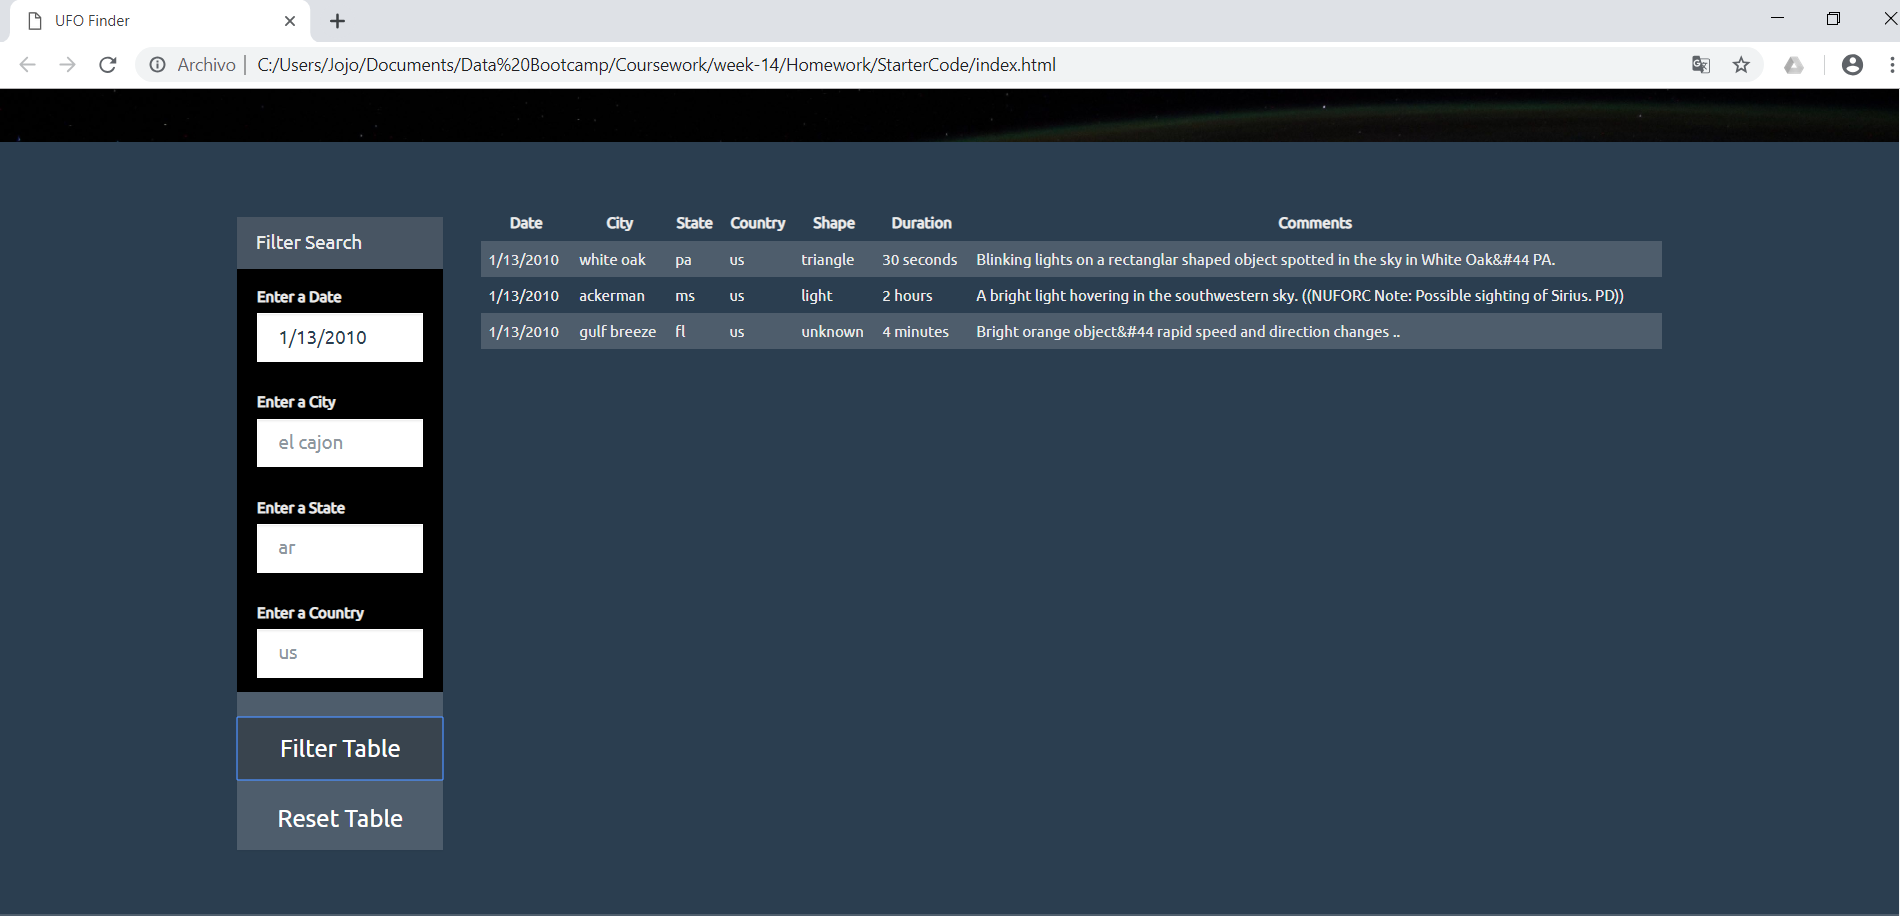 UFO Finder
Archivo | C:/Users/Jojo/Documents/Data%20Bootcamp/Coursework/week-14/Homework/StarterCode/index.html
Filter Search
Enter a Date
1/13/2010
Enter a City
el cajon
Enter a State
ar
Enter a Country
us
Filter Table
Reset Table
Date City State Country Shape Duration Comments
1/13/2010 white oak pa us triangle 30 seconds Blinking lights on a rectanglar shaped object spotted in the sky in White Oak&#44 PA.
1/13/2010 ackerman ms us light 2 hours A bright light hovering in the southwestern sky. ((NUFORC Note: Possible sighting of Sirius. PD))
1/13/2010 gulf breeze fl us unknown 4 minutes Bright orange object&#44 rapid speed and direction changes ..